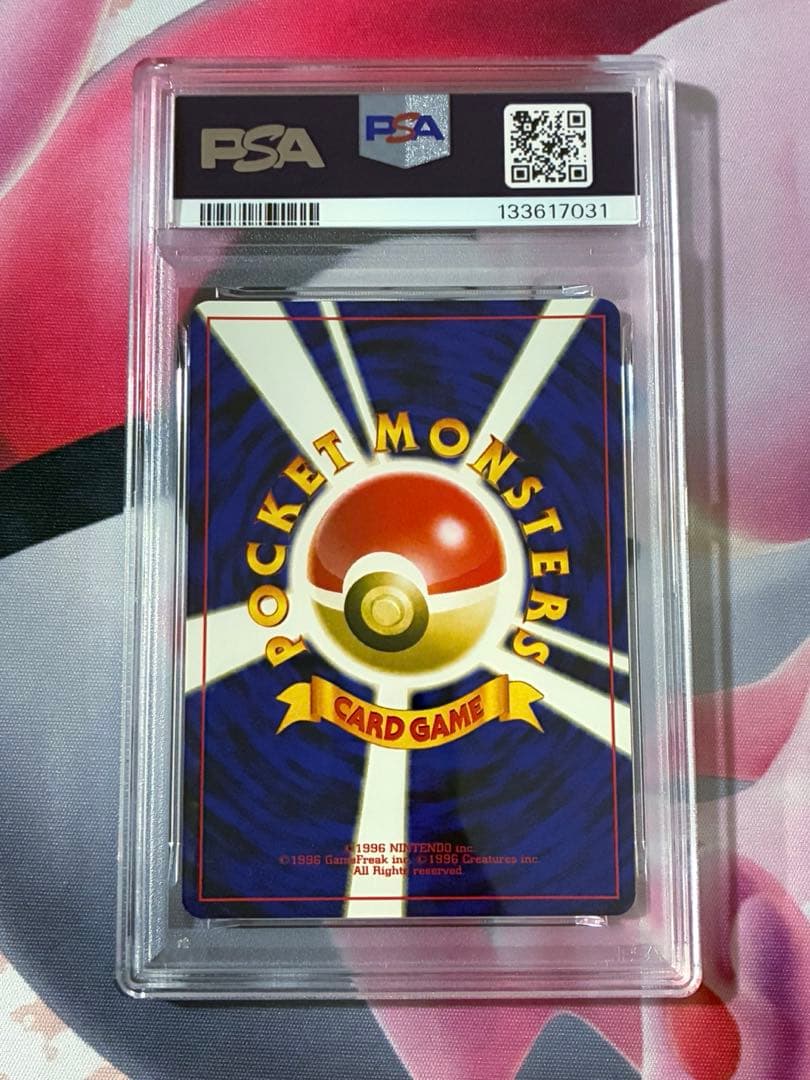 PSA
PSA
133617031
POCKET MONSTERS
CARD GAME
©1996 NINTENDO inc.
©1996 GameFreak inc. ©1996 Creatures inc.
All Rights reserved.